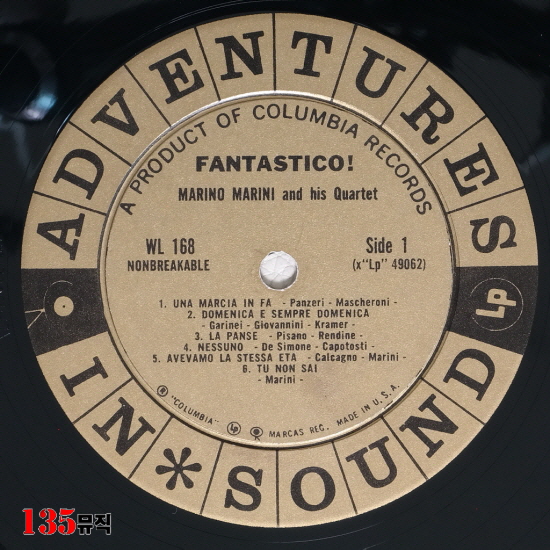 ADVENTURES
IN * SOUND
Lp
A PRODUCT OF COLUMBIA RECORDS
FANTASTICO!
MARINO MARINI and his Quartet
WL 168
NONBREAKABLE
Side 1
(x"Lp" 49062)
1. UNA MARCIA IN FA - Panzeri - Mascheroni -
2. DOMENICA E SEMPRE DOMENICA
- Garinei - Giovannini - Kramer -
3. LA PANSE - Pisano - Rendine -
4. NESSUNO - De Simone - Capotosti -
5. AVEVAMO LA STESSA ETA - Calcagno - Marini -
6. TU NON SAI
- Marini -
"COLUMBIA" Lp MARCAS REG. MADE IN U.S.A.
135뮤직